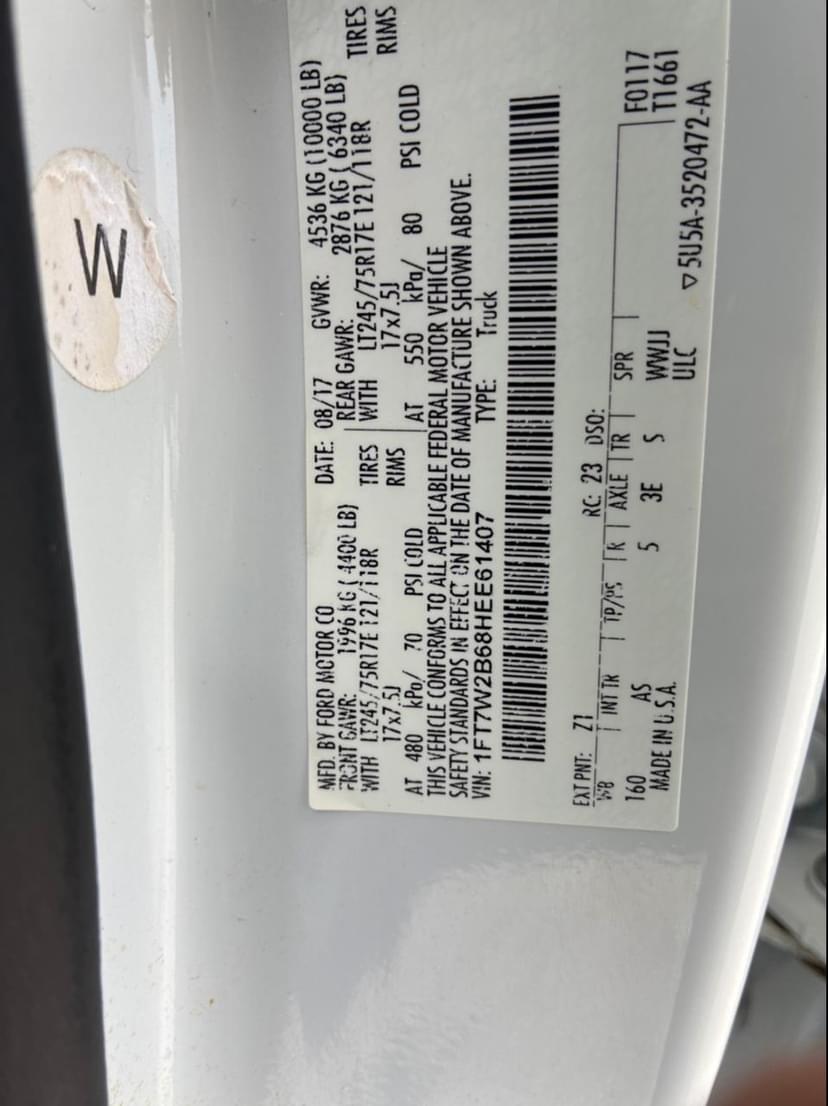 W
MFD. BY FORD MOTOR CO DATE: 08/17 GVWR: 4536 KG (10000 LB)
FRONT GAWR: 1996 KG ( 4400 LB) REAR GAWR: 2876 KG ( 6340 LB)
WITH LT245/75R17E 121/118R TIRES WITH LT245/75R17E 121/118R TIRES
17x7.5J RIMS 17x7.5J RIMS
AT 480 kPa/ 70 PSI COLD AT 550 kPa/ 80 PSI COLD
THIS VEHICLE CONFORMS TO ALL APPLICABLE FEDERAL MOTOR VEHICLE
SAFETY STANDARDS IN EFFECT ON THE DATE OF MANUFACTURE SHOWN ABOVE.
VIN: 1FT7W2B68HEE61407 TYPE: Truck
EXT PNT: Z1 RC: 23 DSO:
WB INT TR TP/PS R AXLE TR SPR F0117
160 AS 5 3E S WWJJ T1661
MADE IN U.S.A. ULC
▽5U5A-3520472-AA